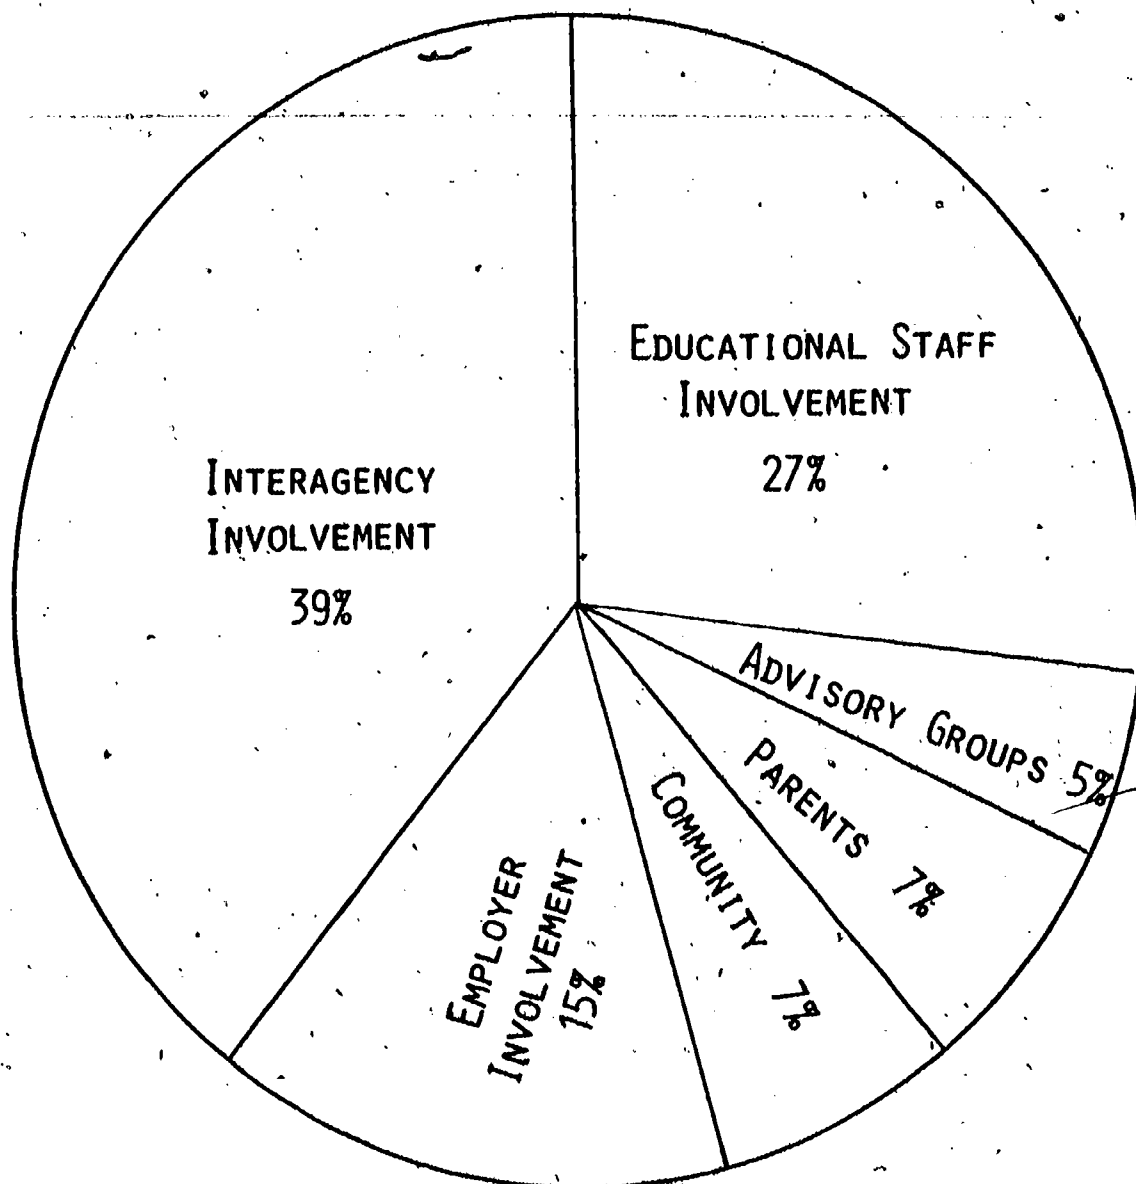 EDUCATIONAL STAFF
INVOLVEMENT
27%
INTERAGENCY
INVOLVEMENT
39%
ADVISORY GROUPS 5%
PARENTS 7%
COMMUNITY 7%
EMPLOYER
INVOLVEMENT
15%